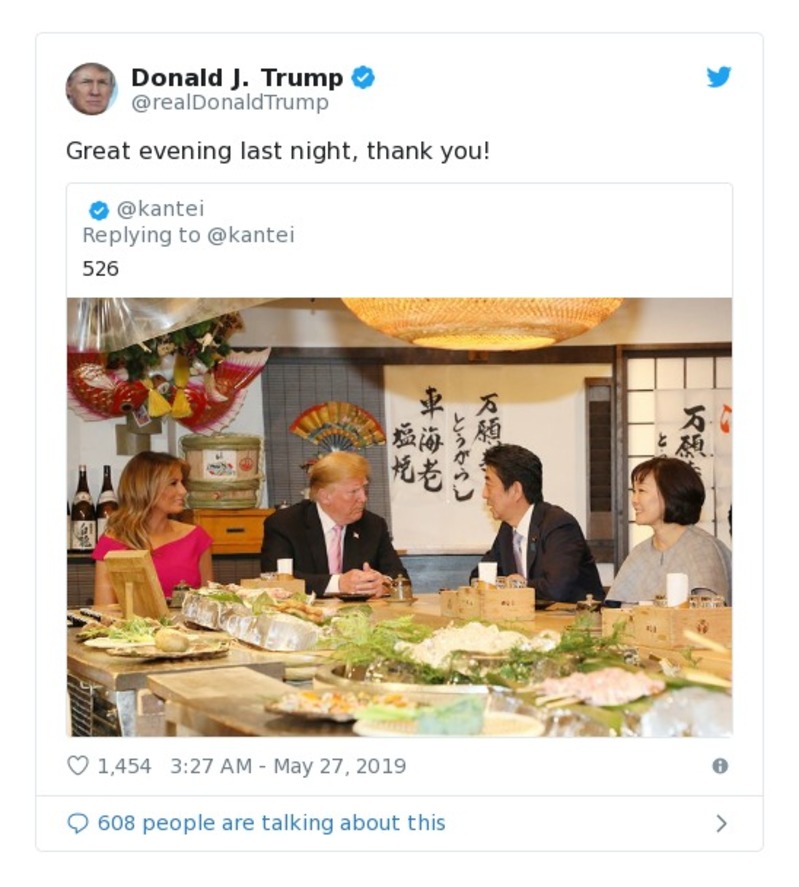 Donald J. Trump
@realDonaldTrump
Great evening last night, thank you!
@kantei
Replying to @kantei
526
万願寺とうがらし
車海老
塩焼
万願
と
1,454 3:27 AM - May 27, 2019
608 people are talking about this